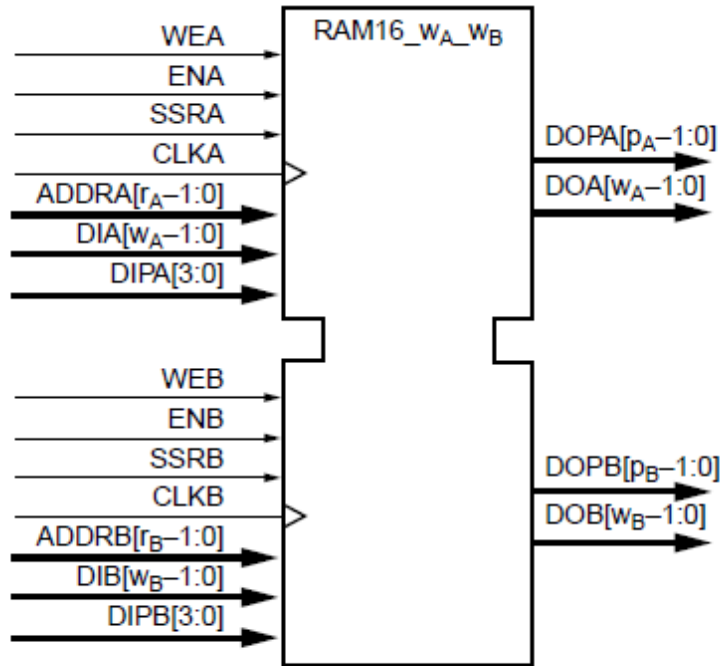 RAM16_wA_wB
WEA
ENA
SSRA
CLKA
ADDRA[rA–1:0]
DIA[wA–1:0]
DIPA[3:0]
DOPA[pA–1:0]
DOA[wA–1:0]
WEB
ENB
SSRB
CLKB
ADDRB[rB–1:0]
DIB[wB–1:0]
DIPB[3:0]
DOPB[pB–1:0]
DOB[wB–1:0]